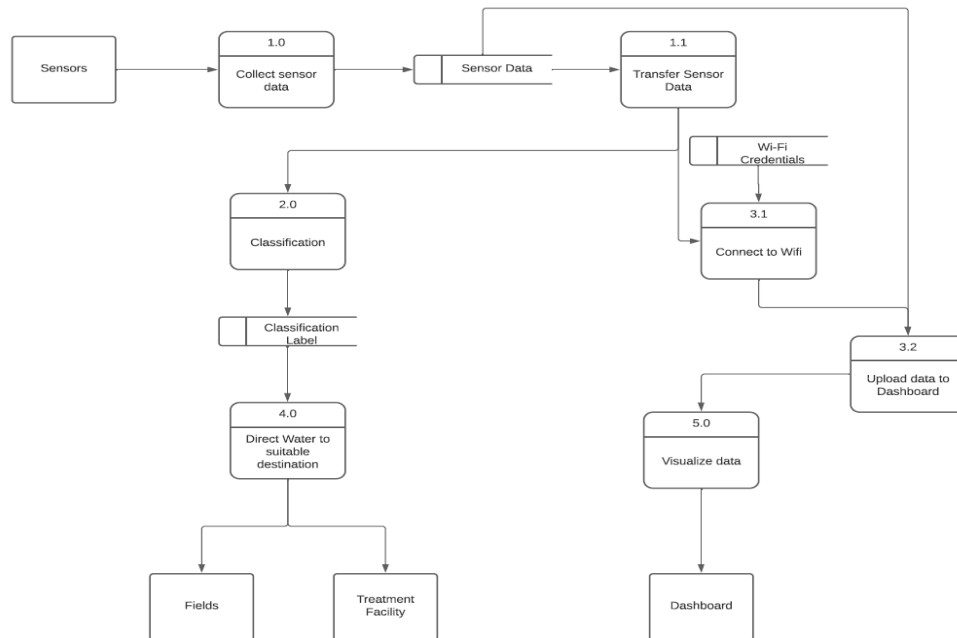 Sensors
1.0
Collect sensor
data
Sensor Data
1.1
Transfer Sensor
Data
Wi-Fi
Credentials
2.0
Classification
3.1
Connect to Wifi
Classification
Label
3.2
Upload data to
Dashboard
4.0
Direct Water to
suitable
destination
5.0
Visualize data
Fields
Treatment
Facility
Dashboard